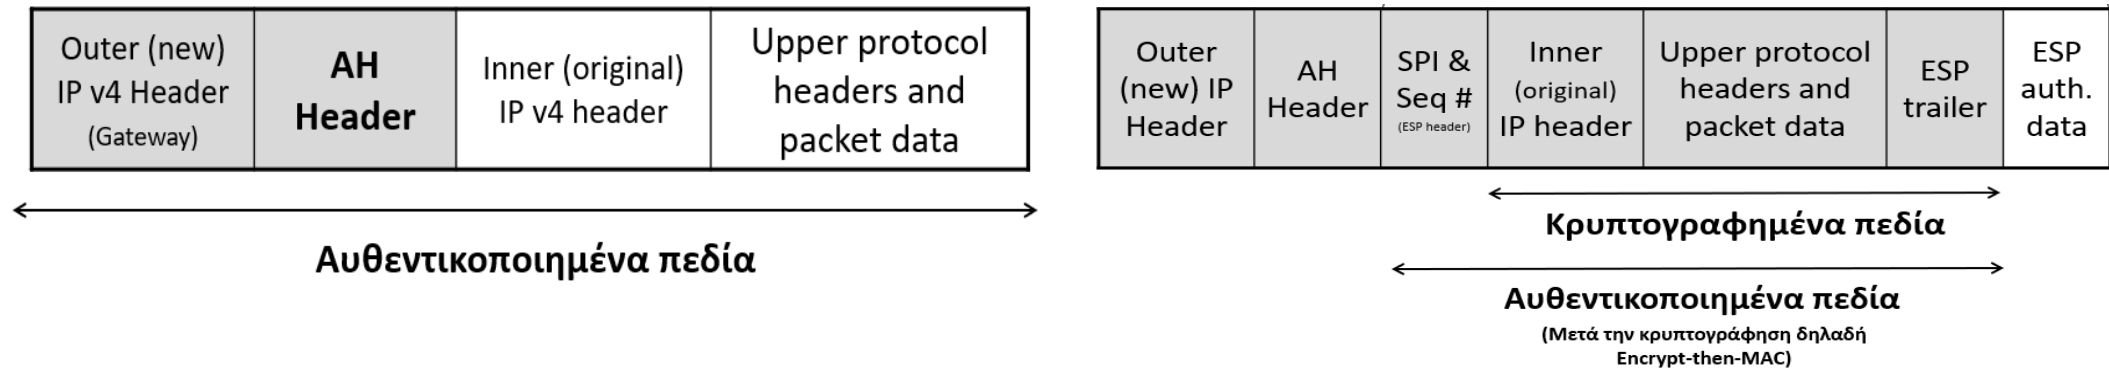 Outer (new)
IP v4 Header
(Gateway)
AH
Header
Inner (original)
IP v4 header
Upper protocol
headers and
packet data
Αυθεντικοποιημένα πεδία
Outer
(new) IP
Header
AH
Header
SPI &
Seq #
(ESP header)
Inner
(original)
IP header
Upper protocol
headers and
packet data
ESP
trailer
ESP
auth.
data
Κρυπτογραφημένα πεδία
Αυθεντικοποιημένα πεδία
(Μετά την κρυπτογράφηση δηλαδή
Encrypt-then-MAC)